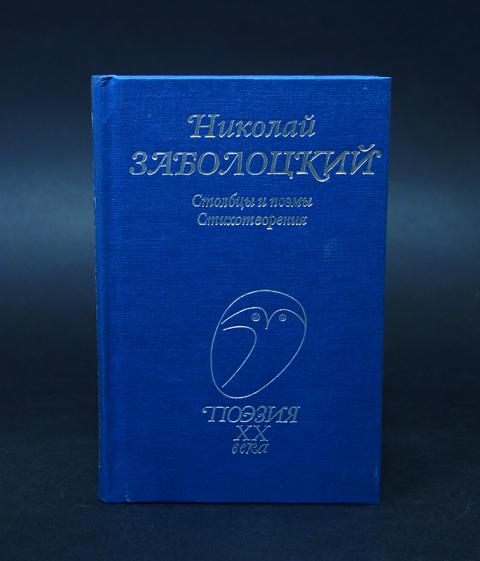 Николай
ЗАБОЛОЦКИЙ
Столбцы и поэмы
Стихотворения
ПОЭЗИЯ
XX
века